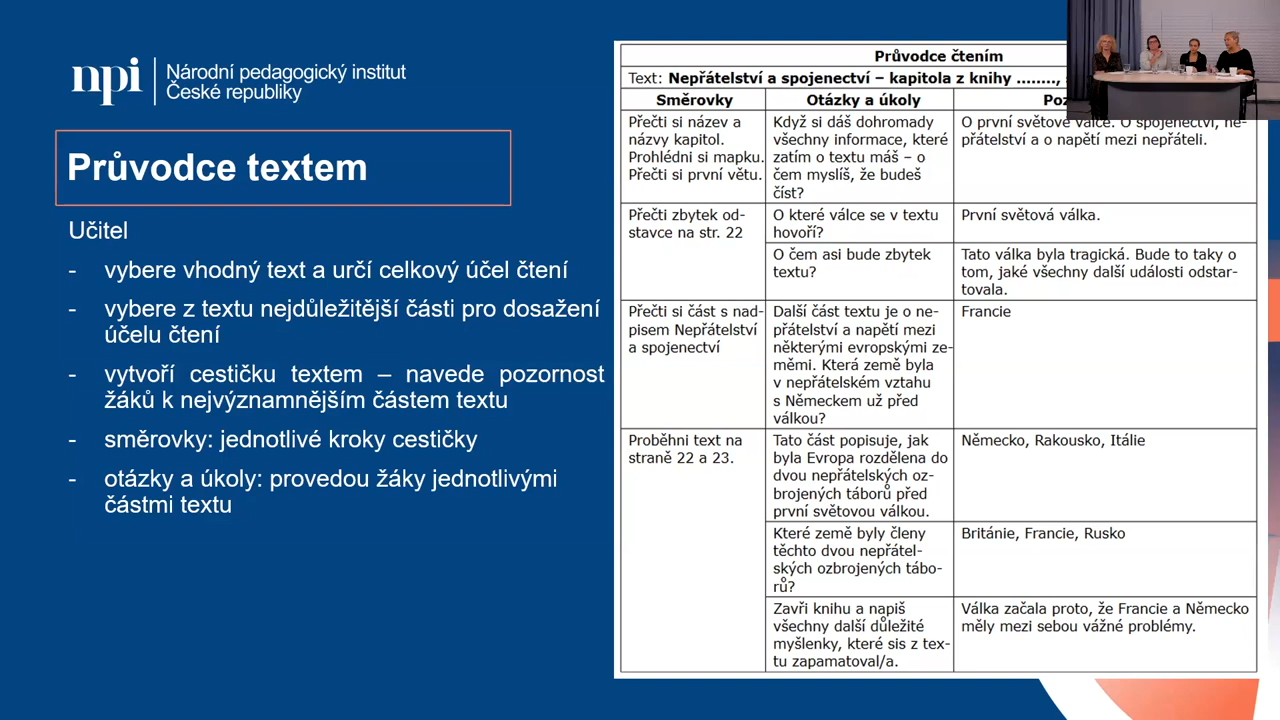 npi
Národní pedagogický institut
České republiky
Průvodce textem
Učitel
- vybere vhodný text a určí celkový účel čtení
- vybere z textu nejdůležitější části pro dosažení
účelu čtení
- vytvoří cestičku textem – navede pozornost
žáků k nejvýznamnějším částem textu
- směrovky: jednotlivé kroky cestičky
- otázky a úkoly: provedou žáky jednotlivými
částmi textu
Průvodce čtením
Text: Nepřátelství a spojenectví – kapitola z knihy ........,
Směrovky
Otázky a úkoly
Přečti si název a
názvy kapitol.
Prohlédni si mapku.
Přečti si první větu.
Když si dáš dohromady
všechny informace, které
zatím o textu máš – o
čem myslíš, že budeš
číst?
O první světové válce. O spojenectví, ne-
přátelství a o napětí mezi nepřáteli.
Přečti zbytek od-
stavce na str. 22
O které válce se v textu
hovoří?
První světová válka.
O čem asi bude zbytek
textu?
Tato válka byla tragická. Bude to taky o
tom, jaké všechny další události odstar-
tovala.
Přečti si část s nad-
pisem Nepřátelství
a spojenectví
Další část textu je o ne-
přátelství a napětí mezi
některými evropskými ze-
měmi. Která země byla
v nepřátelském vztahu
s Německem už před
válkou?
Francie
Proběhni text na
straně 22 a 23.
Tato část popisuje, jak
byla Evropa rozdělena do
dvou nepřátelských oz-
brojených táborů před
první světovou válkou.
Německo, Rakousko, Itálie
Které země byly členy
těchto dvou nepřátel-
ských ozbrojených tábo-
rů?
Británie, Francie, Rusko
Zavři knihu a napiš
všechny další důležité
myšlenky, které sis z tex-
tu zapamatoval/a.
Válka začala proto, že Francie a Německo
měly mezi sebou vážné problémy.